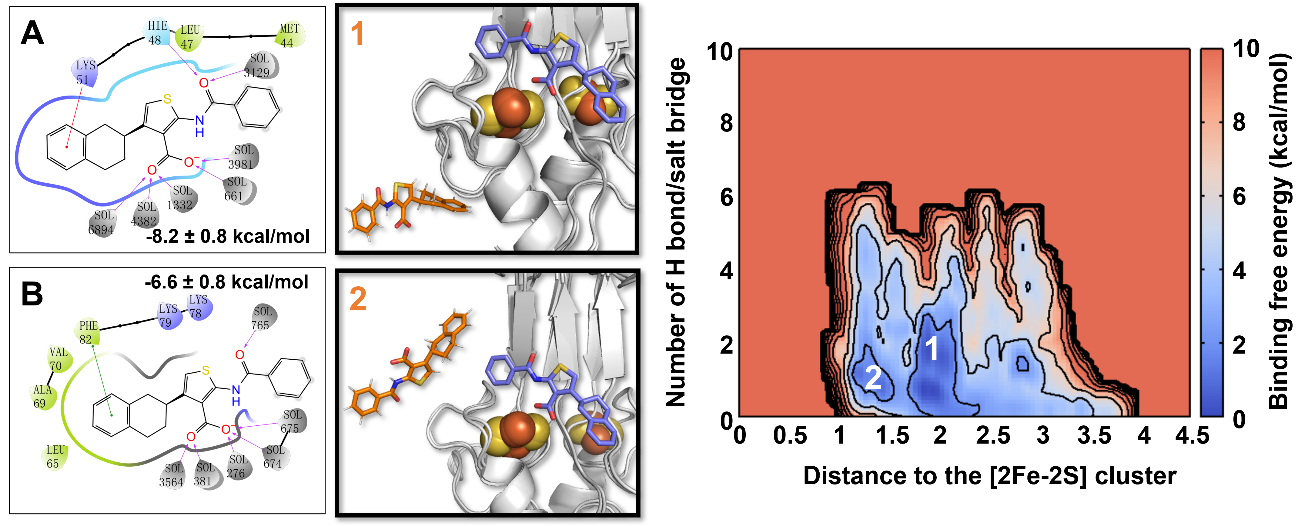 A
HIE
48
LEU
47
MET
44
LYS
51
SOL
3129
O
S
N
H
O
O
-
SOL
3981
SOL
661
SOL
1332
SOL
4382
SOL
6894
-8.2 ± 0.8 kcal/mol
1
B
-6.6 ± 0.8 kcal/mol
LYS
79
LYS
78
PHE
82
SOL
765
VAL
70
ALA
69
LEU
65
O
S
NH
O
O
-
SOL
675
SOL
674
SOL
276
SOL
381
SOL
3564
2
Number of H bond/salt bridge
10
8
6
4
2
0
1
2
0 0.5 1 1.5 2 2.5 3 3.5 4 4.5
Distance to the [2Fe-2S] cluster
10
8
6
4
2
0
Binding free energy (kcal/mol)